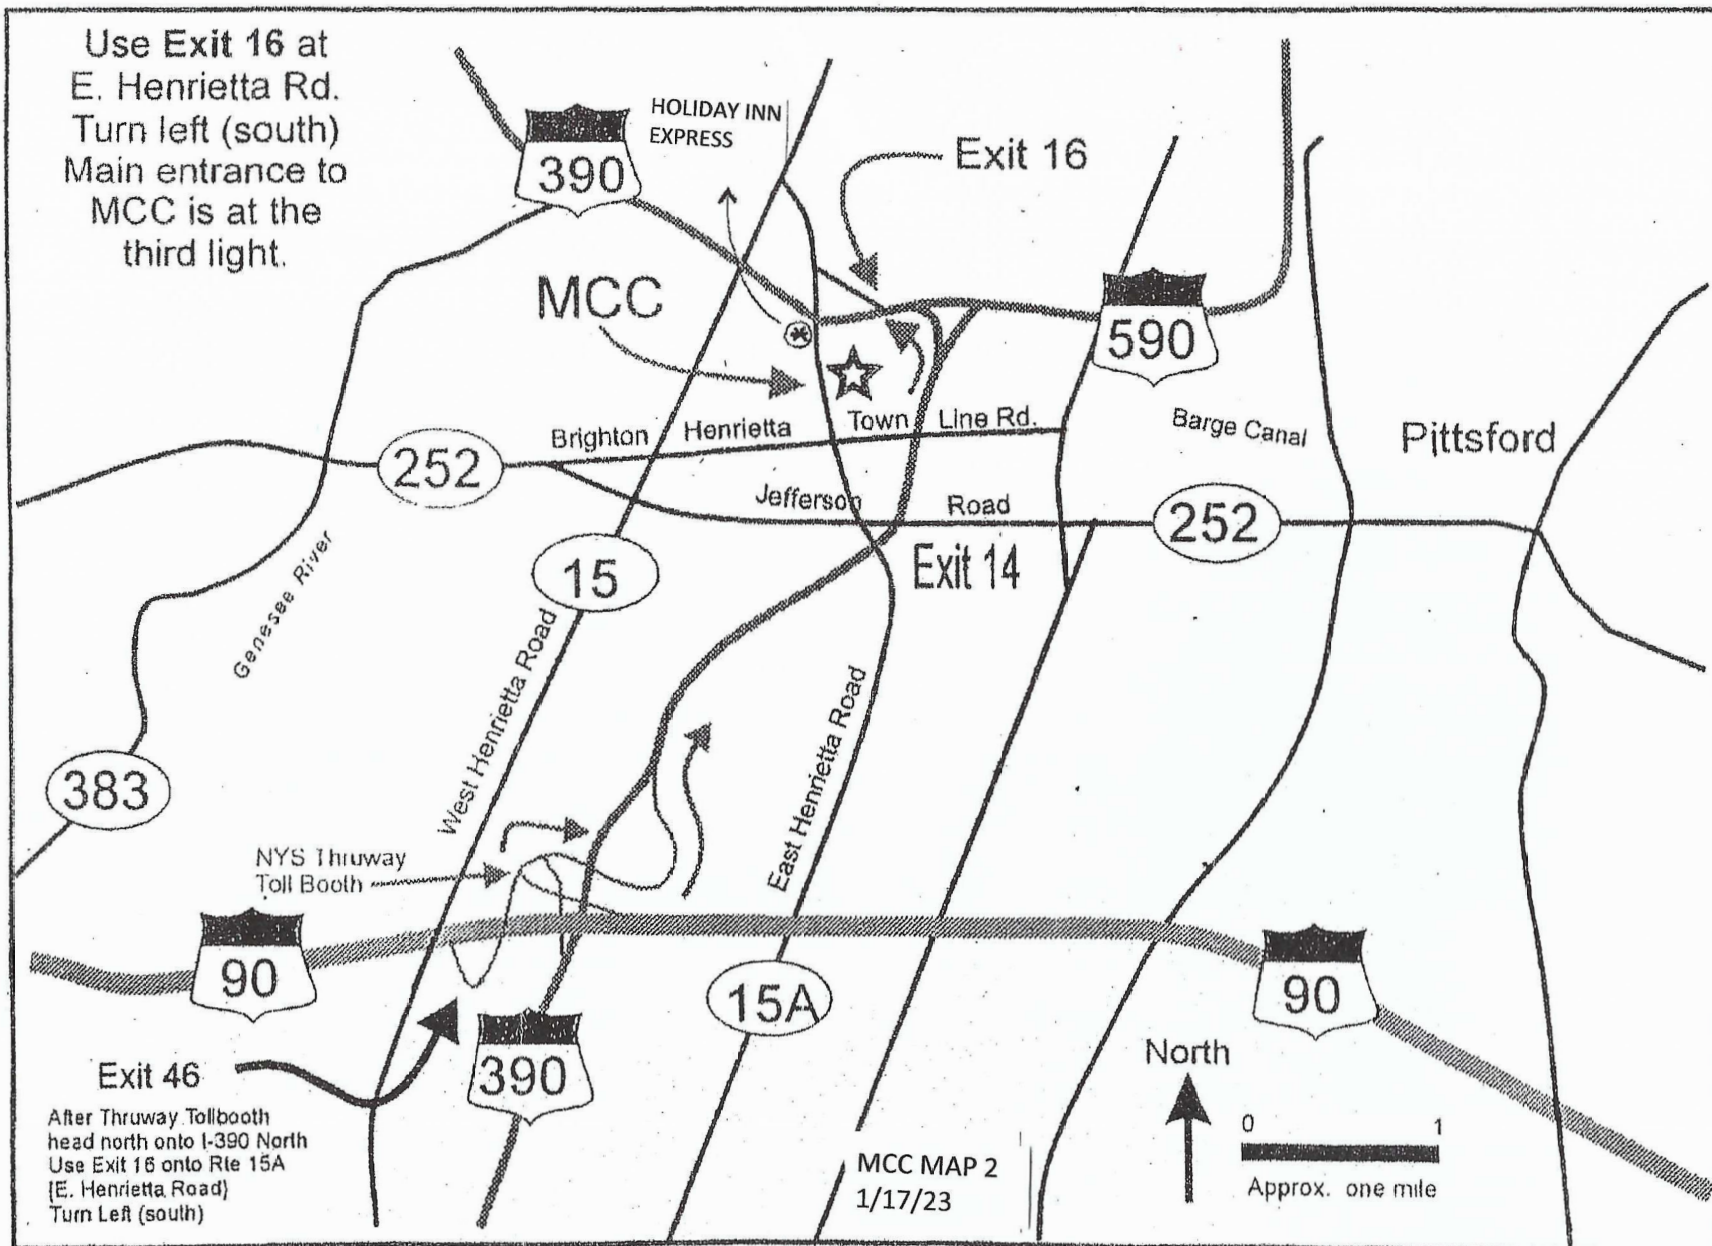 Use Exit 16 at
E. Henrietta Rd.
Turn left (south)
Main entrance to
MCC is at the
third light.
390
HOLIDAY INN
EXPRESS
Exit 16
MCC
590
Brighton Henrietta Town Line Rd.
Barge Canal
Pittsford
252
Jefferson Road
252
Exit 14
15
Genesee River
West Henrietta Road
East Henrietta Road
383
NYS Thruway
Toll Booth
90
90
15A
390
Exit 46
After Thruway Tollbooth
head north onto I-390 North
Use Exit 16 onto Rte 15A
(E. Henrietta Road)
Turn Left (south)
North
0 1
Approx. one mile
MCC MAP 2
1/17/23